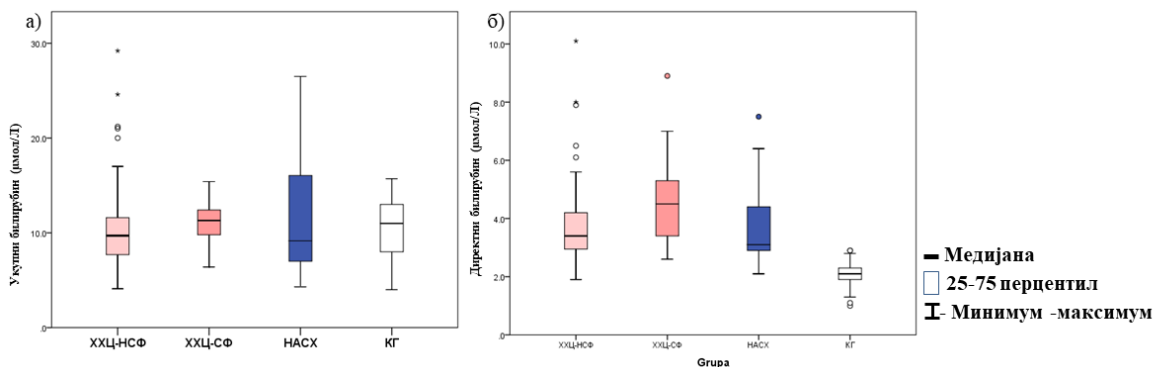 а)
Укупни билирубин (μмол/Л)
30.0
20.0
10.0
.0
ХХЦ-НСФ ХХЦ-СФ НАСХ КГ
б)
Директни билирубин (μмол/Л)
10.0
8.0
6.0
4.0
2.0
.0
ХХЦ-НСФ ХХЦ-СФ НАСХ КГ
Grupa
Медијана
25-75 перцентил
- Минимум -максимум